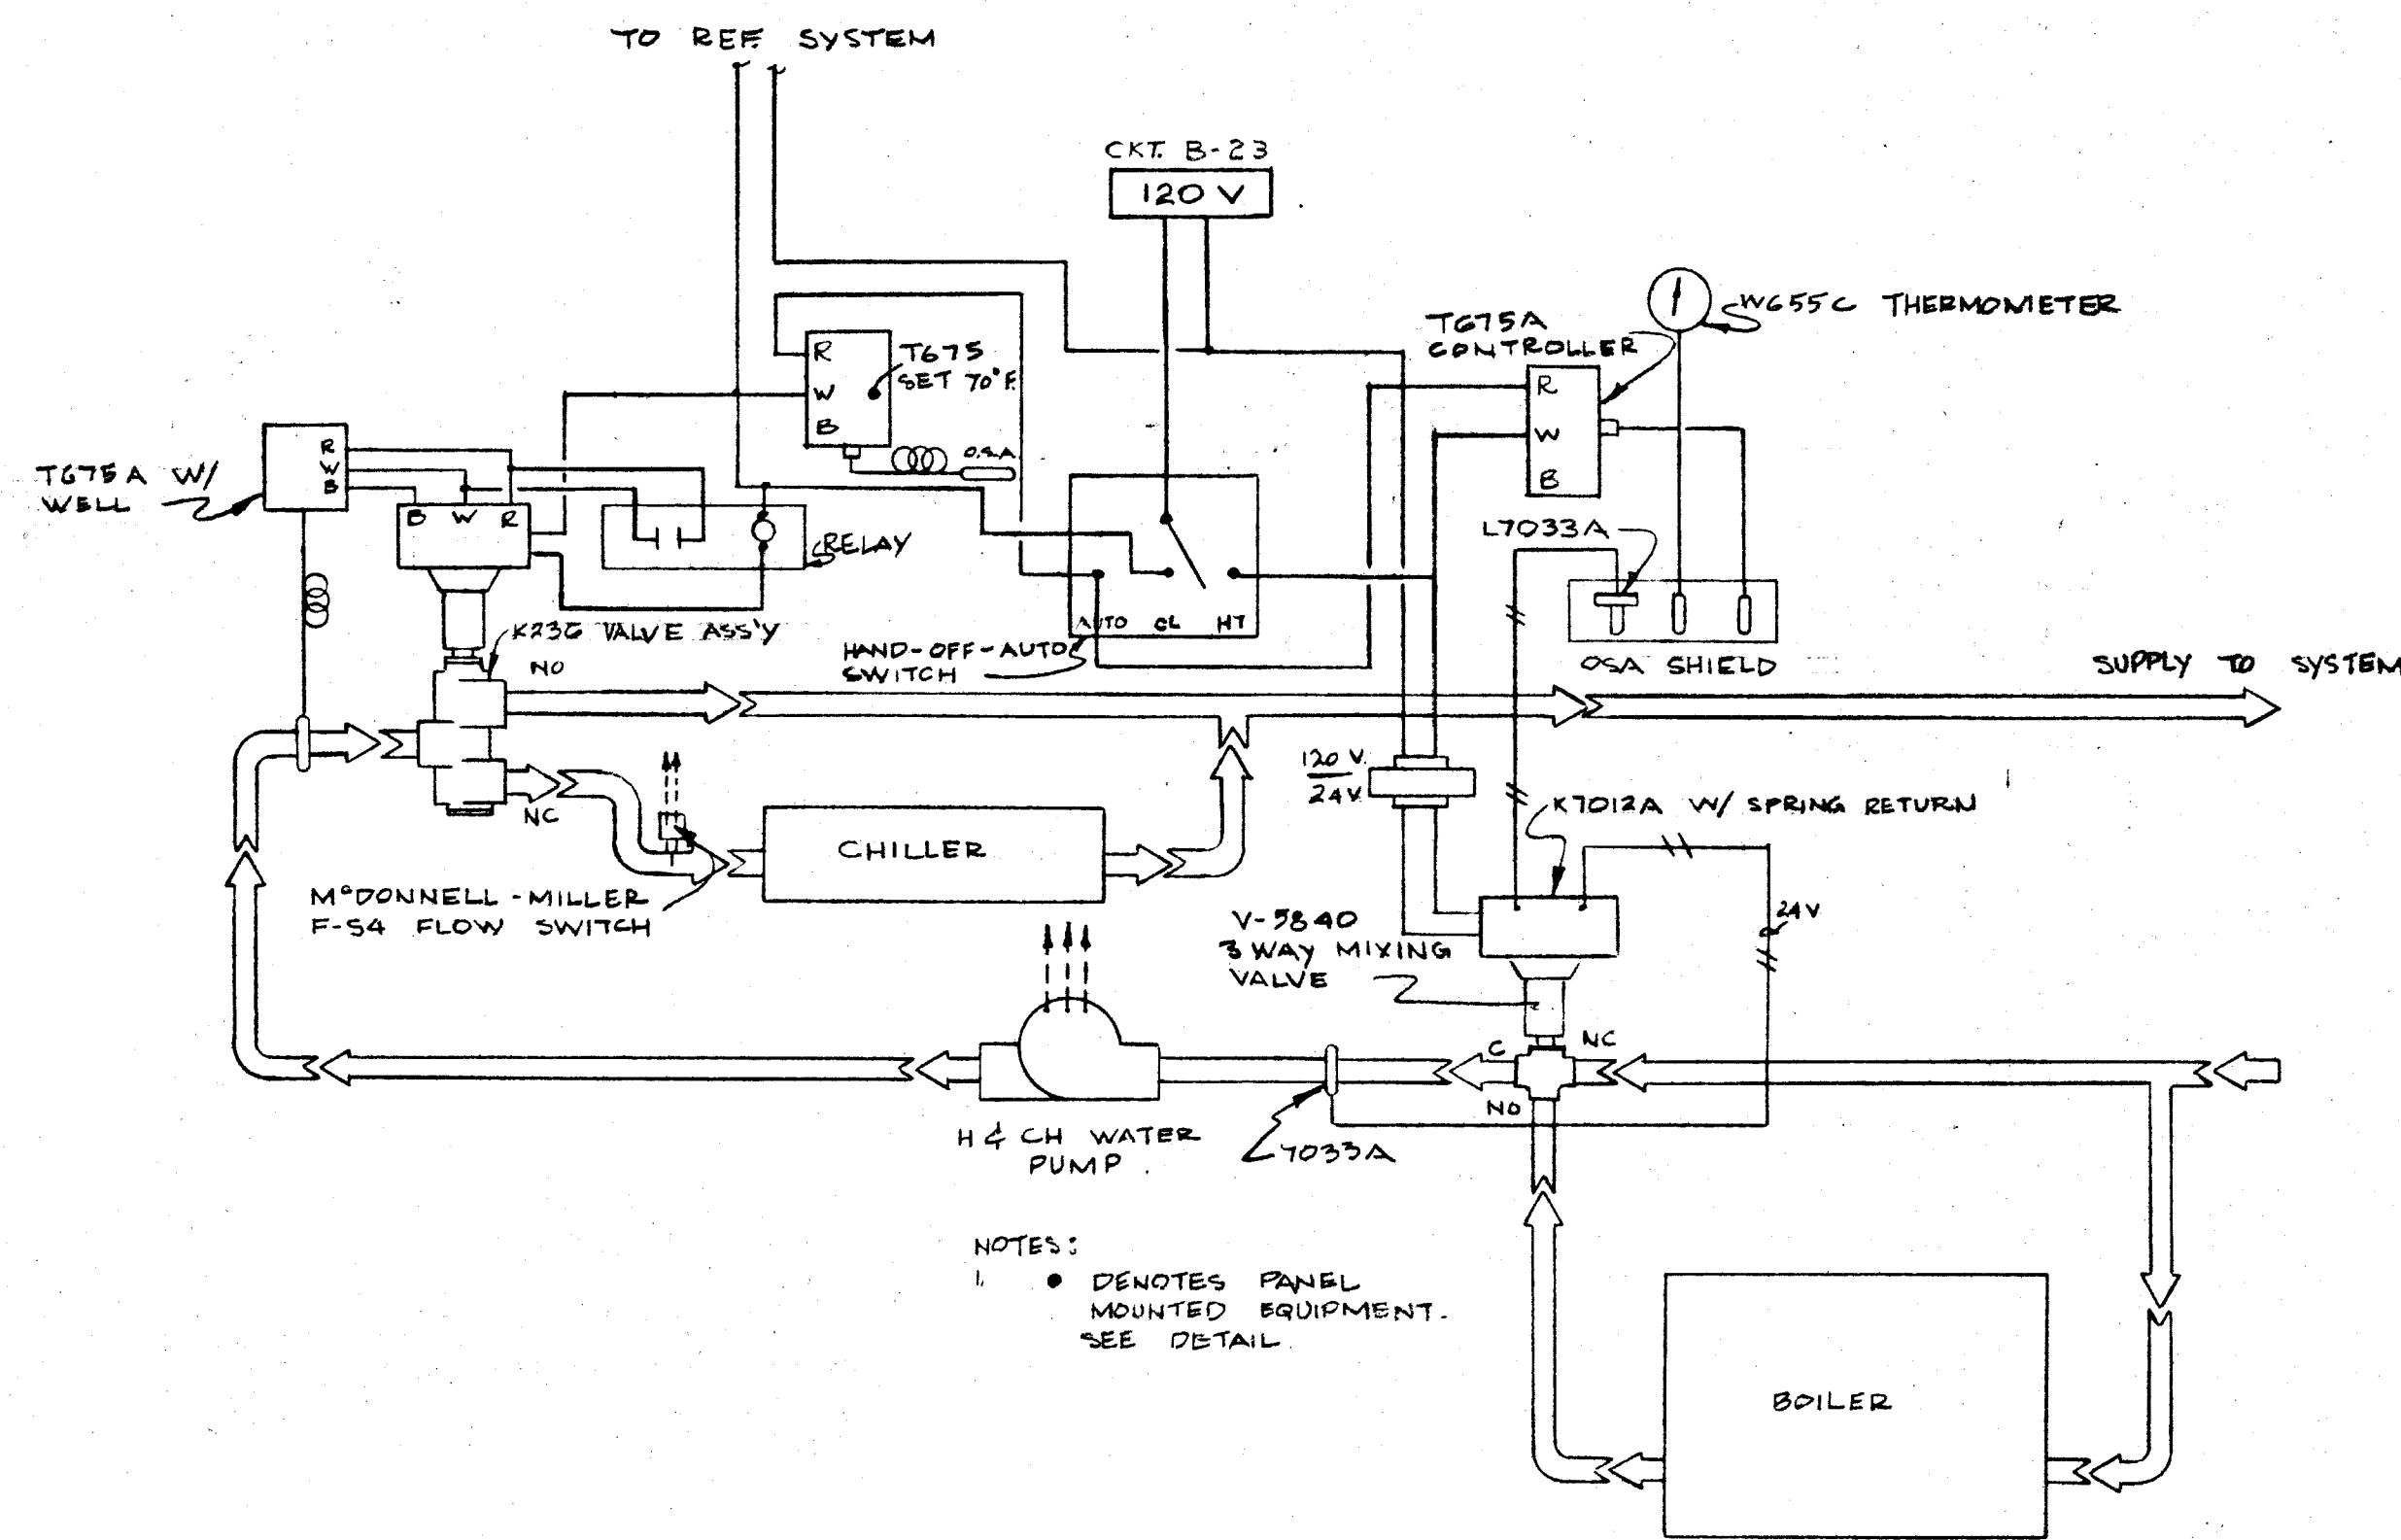 TO REF. SYSTEM
CKT. B-23
120 V
W655C THERMOMETER
T675A
CONTROLLER
R
W
B
T675
SET 70°F.
R
W
B
O.S.A.
T675A W/
WELL
R
W
B
B W R
RELAY
L7033A
AUTO CL HT
HAND-OFF-AUTO
SWITCH
OSA SHIELD
K236 VALVE ASS'Y
NO
SUPPLY TO SYSTEM
120 V.
24V.
K7012A W/ SPRING RETURN
NC
CHILLER
McDONNELL-MILLER
F-S4 FLOW SWITCH
V-5840
3 WAY MIXING
VALVE
24V
C
NC
NO
H & CH WATER
PUMP.
7033A
NOTES:
1. ● DENOTES PANEL
MOUNTED EQUIPMENT.
SEE DETAIL.
BOILER